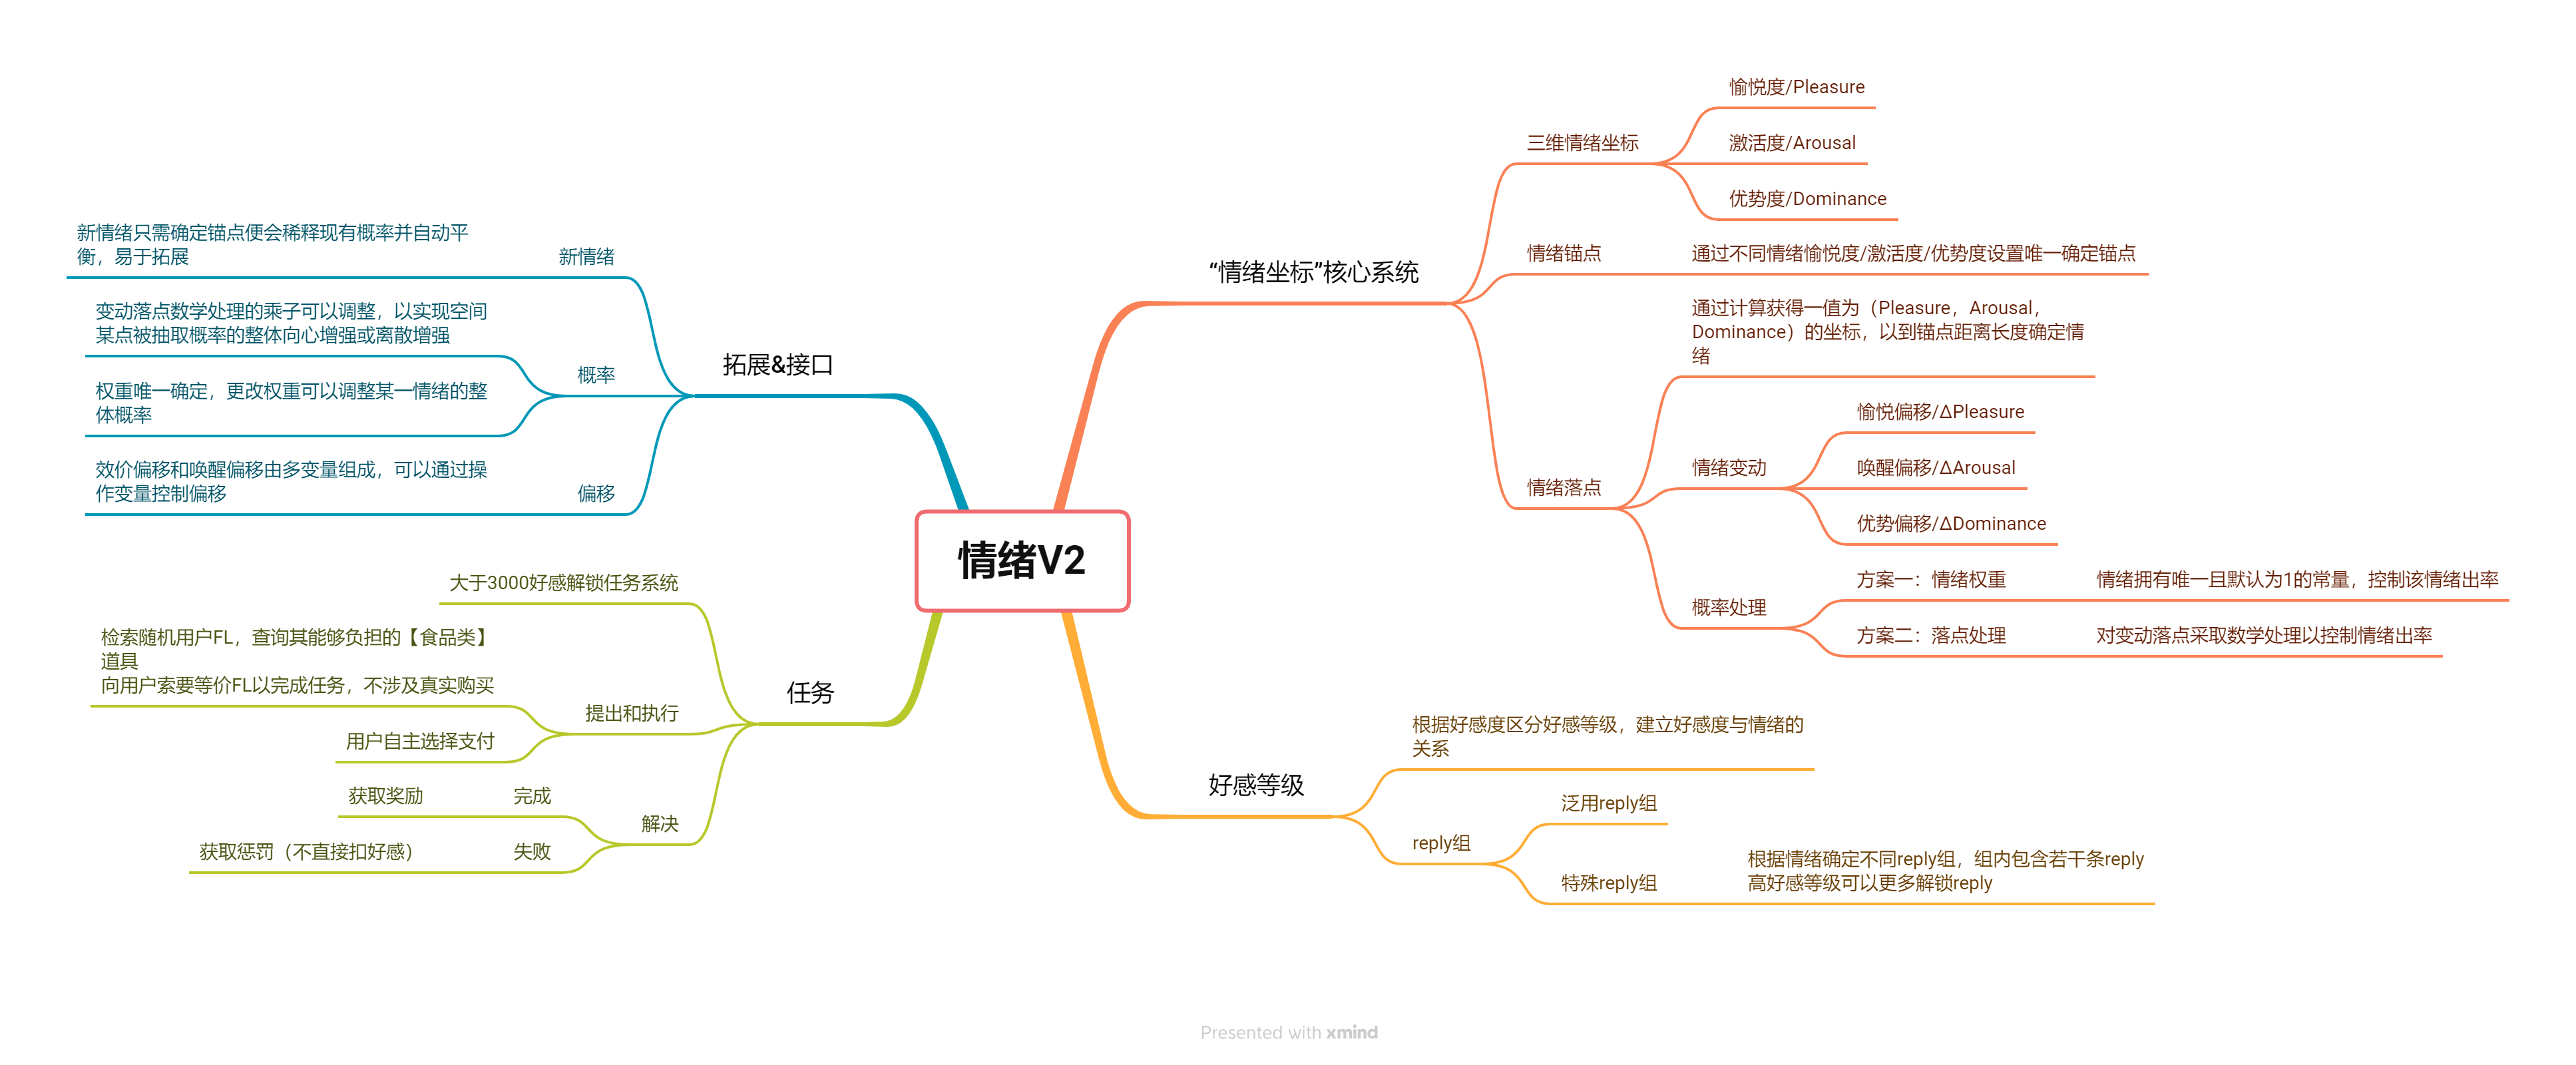 情绪V2
“情绪坐标”核心系统
三维情绪坐标
愉悦度/Pleasure
激活度/Arousal
优势度/Dominance
情绪锚点
通过不同情绪愉悦度/激活度/优势度设置唯一确定锚点
情绪落点
通过计算获得一值为（Pleasure，Arousal，
Dominance）的坐标，以到锚点距离长度确定情
绪
情绪变动
愉悦偏移/ΔPleasure
唤醒偏移/ΔArousal
优势偏移/ΔDominance
概率处理
方案一：情绪权重
情绪拥有唯一且默认为1的常量，控制该情绪出率
方案二：落点处理
对变动落点采取数学处理以控制情绪出率
好感等级
根据好感度区分好感等级，建立好感度与情绪的
关系
reply组
泛用reply组
特殊reply组
根据情绪确定不同reply组，组内包含若干条reply
高好感等级可以更多解锁reply
拓展&接口
新情绪
新情绪只需确定锚点便会稀释现有概率并自动平
衡，易于拓展
概率
变动落点数学处理的乘子可以调整，以实现空间
某点被抽取概率的整体向心增强或离散增强
权重唯一确定，更改权重可以调整某一情绪的整
体概率
偏移
效价偏移和唤醒偏移由多变量组成，可以通过操
作变量控制偏移
任务
大于3000好感解锁任务系统
提出和执行
检索随机用户FL，查询其能够负担的【食品类】
道具
向用户索要等价FL以完成任务，不涉及真实购买
用户自主选择支付
解决
完成
获取奖励
失败
获取惩罚（不直接扣好感）
Presented with xmind